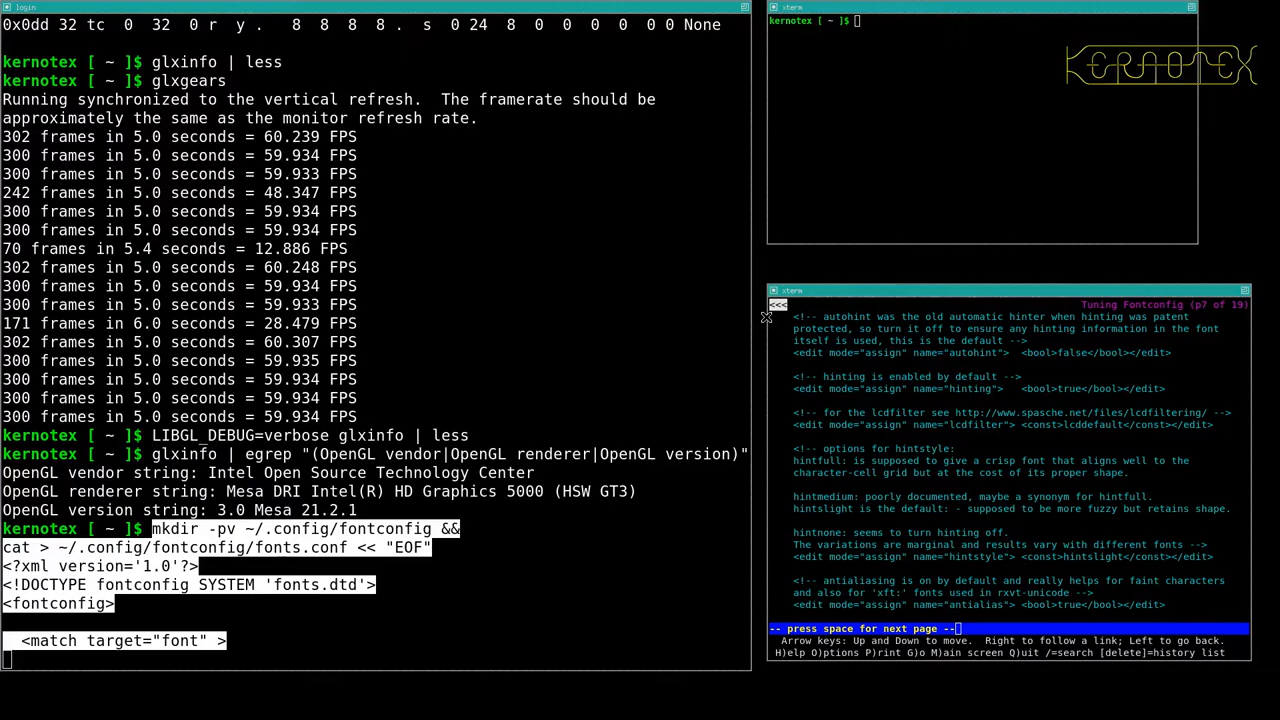 login
0x0dd 32 tc  0  32  0 r  y .   8  8  8  8 .  s  0 24  8  0  0  0  0  0 0 None
kernotex [ ~ ]$ glxinfo | less
kernotex [ ~ ]$ glxgears
Running synchronized to the vertical refresh.  The framerate should be
approximately the same as the monitor refresh rate.
302 frames in 5.0 seconds = 60.239 FPS
300 frames in 5.0 seconds = 59.934 FPS
300 frames in 5.0 seconds = 59.933 FPS
242 frames in 5.0 seconds = 48.347 FPS
300 frames in 5.0 seconds = 59.934 FPS
300 frames in 5.0 seconds = 59.934 FPS
70 frames in 5.4 seconds = 12.886 FPS
302 frames in 5.0 seconds = 60.248 FPS
300 frames in 5.0 seconds = 59.934 FPS
300 frames in 5.0 seconds = 59.933 FPS
171 frames in 6.0 seconds = 28.479 FPS
302 frames in 5.0 seconds = 60.307 FPS
300 frames in 5.0 seconds = 59.935 FPS
300 frames in 5.0 seconds = 59.934 FPS
300 frames in 5.0 seconds = 59.934 FPS
300 frames in 5.0 seconds = 59.934 FPS
kernotex [ ~ ]$ LIBGL_DEBUG=verbose glxinfo | less
kernotex [ ~ ]$ glxinfo | egrep "(OpenGL vendor|OpenGL renderer|OpenGL version)"
OpenGL vendor string: Intel Open Source Technology Center
OpenGL renderer string: Mesa DRI Intel(R) HD Graphics 5000 (HSW GT3)
OpenGL version string: 3.0 Mesa 21.2.1
kernotex [ ~ ]$ mkdir -pv ~/.config/fontconfig &&
cat > ~/.config/fontconfig/fonts.conf << "EOF"
<?xml version='1.0'?>
<!DOCTYPE fontconfig SYSTEM 'fonts.dtd'>
<fontconfig>
  <match target="font" >
xterm
kernotex [ ~ ]$
KERNOTEX
xterm
<<< Tuning Fontconfig (p7 of 19)
<!-- autohint was the old automatic hinter when hinting was patent
protected, so turn it off to ensure any hinting information in the font
itself is used, this is the default -->
<edit mode="assign" name="autohint">  <bool>false</bool></edit>
<!-- hinting is enabled by default -->
<edit mode="assign" name="hinting">   <bool>true</bool></edit>
<!-- for the lcdfilter see http://www.spasche.net/files/lcdfiltering/ -->
<edit mode="assign" name="lcdfilter"> <const>lcddefault</const></edit>
<!-- options for hintstyle:
hintfull: is supposed to give a crisp font that aligns well to the
character-cell grid but at the cost of its proper shape.
hintmedium: poorly documented, maybe a synonym for hintfull.
hintslight is the default: - supposed to be more fuzzy but retains shape.
hintnone: seems to turn hinting off.
The variations are marginal and results vary with different fonts -->
<edit mode="assign" name="hintstyle"> <const>hintslight</const></edit>
<!-- antialiasing is on by default and really helps for faint characters
and also for 'xft:' fonts used in rxvt-unicode -->
<edit mode="assign" name="antialias"> <bool>true</bool></edit>
-- press space for next page --
Arrow keys: Up and Down to move.  Right to follow a link; Left to go back.
H)elp O)ptions P)rint G)o M)ain screen Q)uit /=search [delete]=history list